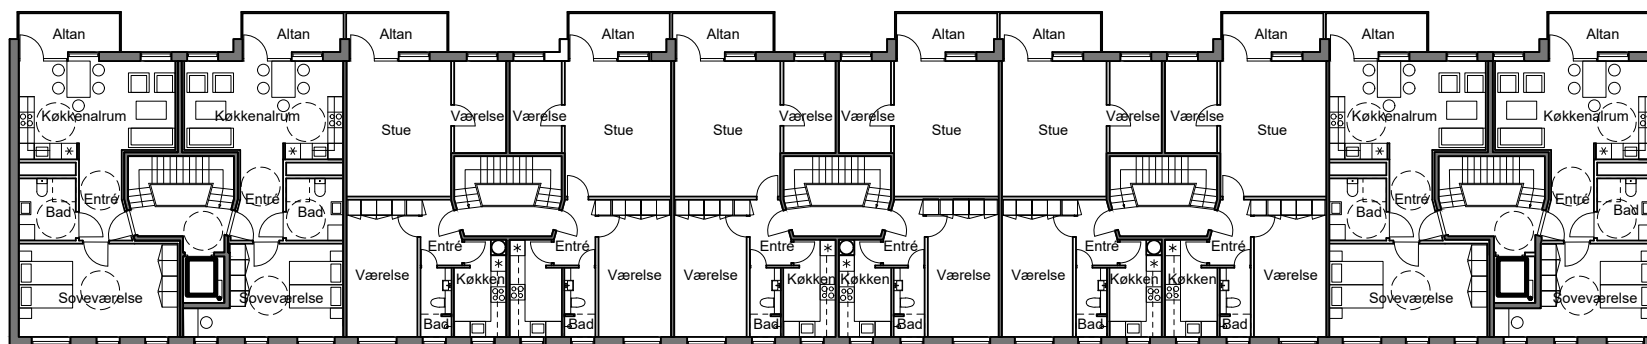 Altan Altan Altan Altan Altan Altan Altan Altan Altan Altan
Køkkenalrum Køkkenalrum Stue Værelse Værelse Stue Stue Værelse Værelse Stue Stue Værelse Værelse Stue Køkkenalrum Køkkenalrum
Entré Entré Entré Entré
Bad Bad Bad Bad
Entré Entré Entré Entré Entré Entré
Værelse Køkken Værelse Værelse Køkken Køkken Værelse Værelse Køkken Køkken Værelse
Soveværelse Soveværelse Soveværelse Soveværelse
Bad Bad Bad Bad Bad Bad